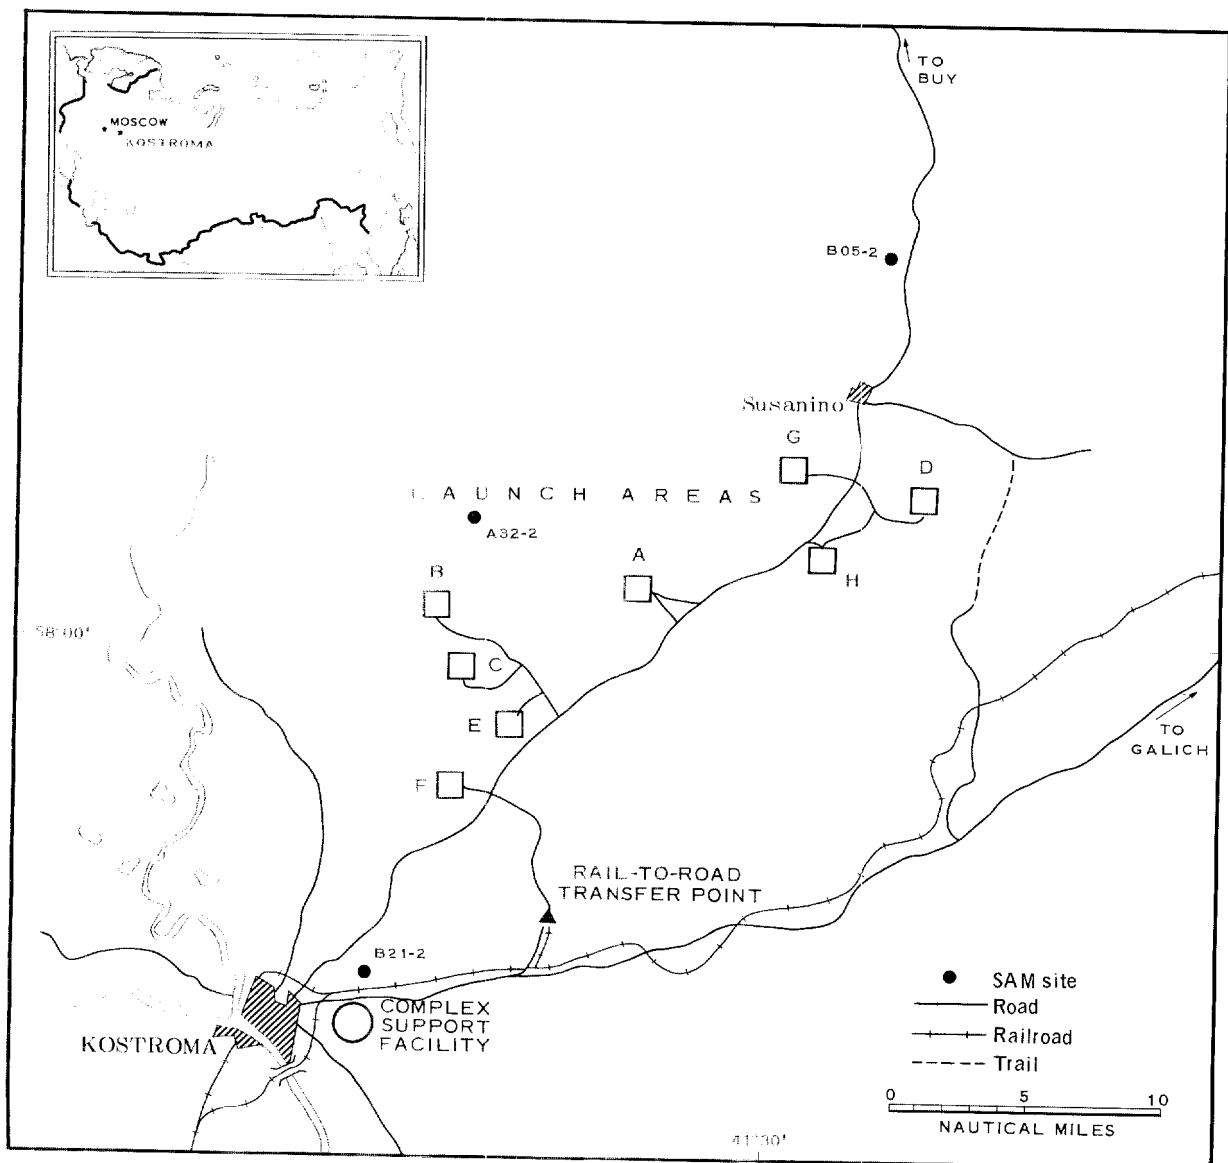 MOSCOW
KOSTROMA
TO
BUY
B05-2
Susanino
G
D
LAUNCH AREAS
A32-2
A
H
B
58°00'
C
E
TO
GALICH
F
RAIL-TO-ROAD
TRANSFER POINT
B21-2
COMPLEX
SUPPORT
FACILITY
KOSTROMA
SAM site
Road
Railroad
Trail
0 5 10
NAUTICAL MILES
41°30'